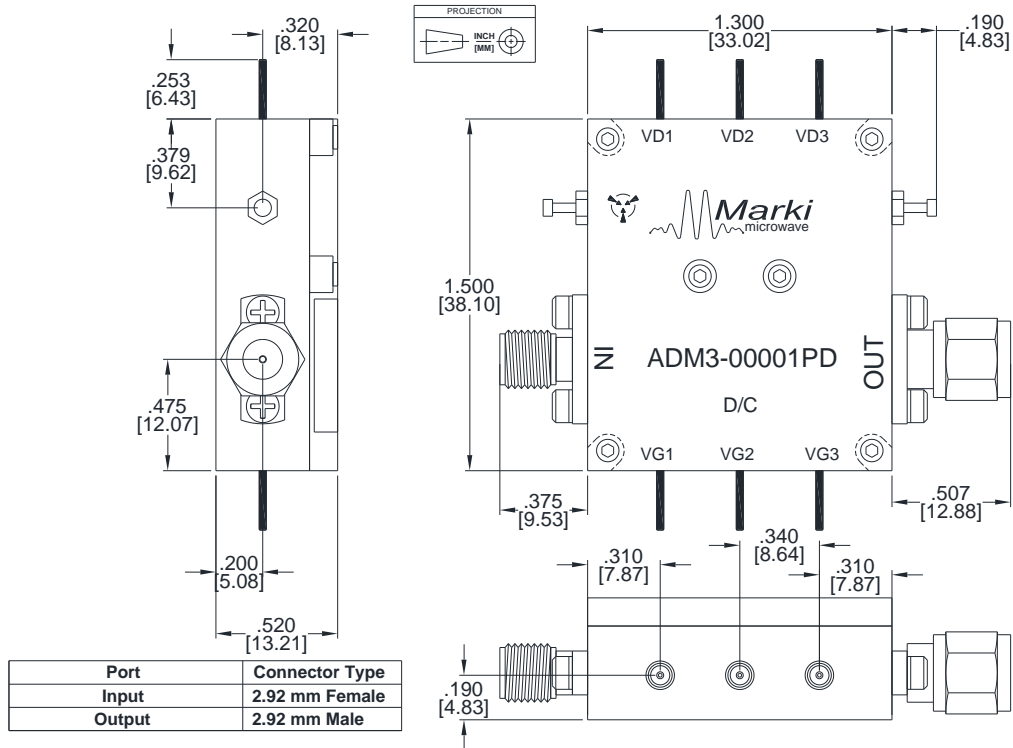 .320
[8.13]
.253
[6.43]
.379
[9.62]
.475
[12.07]
.200
[5.08]
.520
[13.21]
PROJECTION
INCH
[MM]
1.300
[33.02]
.190
[4.83]
VD1 VD2 VD3
Marki
microwave
1.500
[38.10]
IN
ADM3-00001PD
OUT
D/C
VG1 VG2 VG3
.375
[9.53]
.507
[12.88]
.310
[7.87]
.340
[8.64]
.310
[7.87]
.190
[4.83]
Port Connector Type
Input 2.92 mm Female
Output 2.92 mm Male